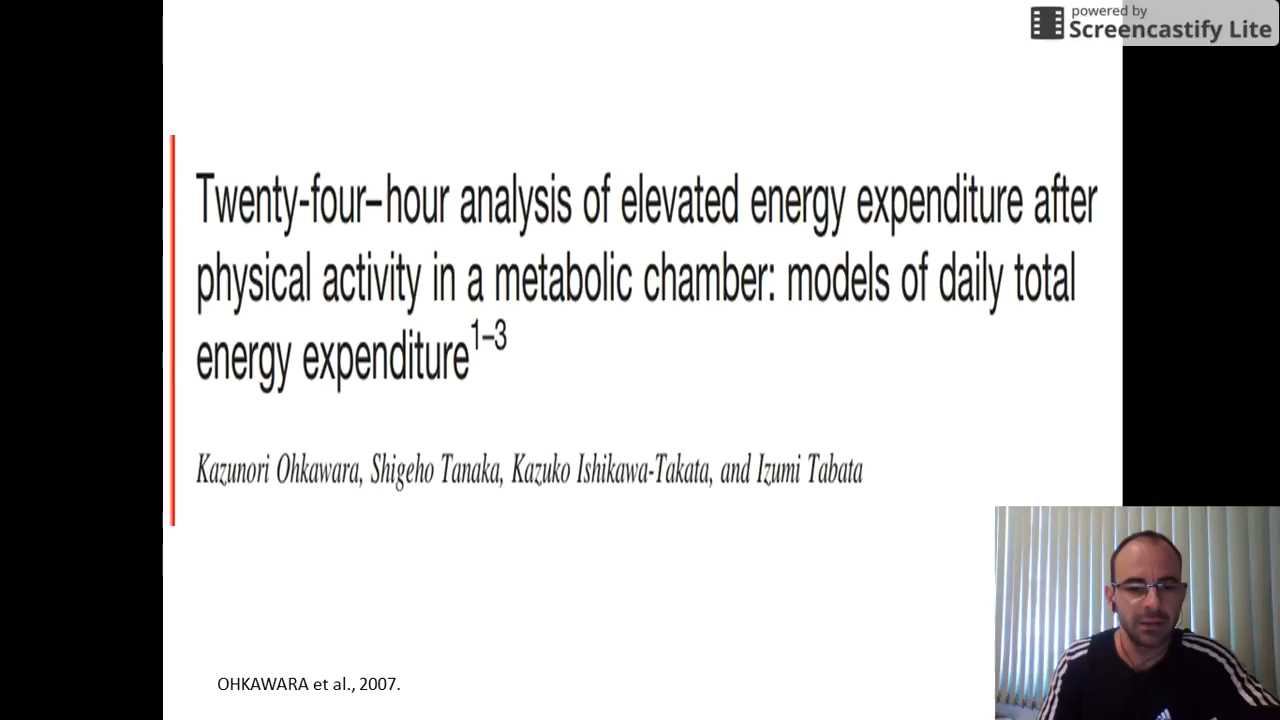 powered by
Screencastify Lite
Twenty-four–hour analysis of elevated energy expenditure after
physical activity in a metabolic chamber: models of daily total
energy expenditure1–3
Kazunori Ohkawara, Shigeho Tanaka, Kazuko Ishikawa-Takata, and Izumi Tabata
OHKAWARA et al., 2007.